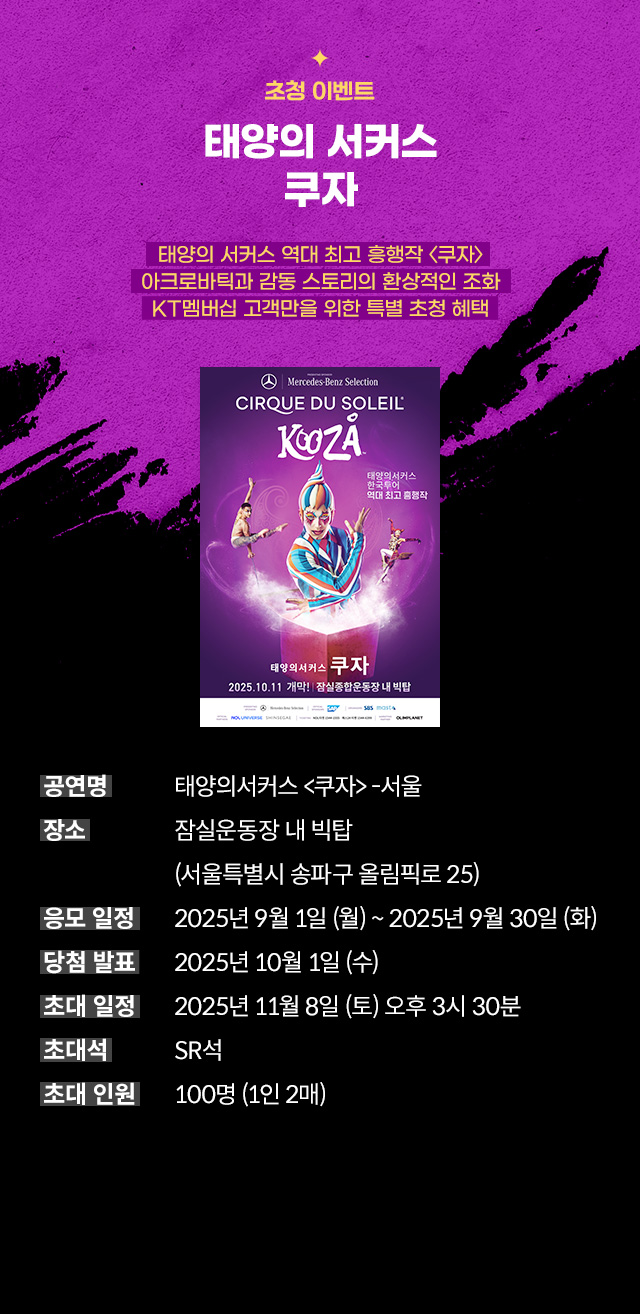 초청 이벤트
태양의 서커스
쿠자
태양의 서커스 역대 최고 흥행작 <쿠자>
아크로바틱과 감동 스토리의 환상적인 조화
KT멤버십 고객만을 위한 특별 초청 혜택
Mercedes-Benz Selection
CIRQUE DU SOLEIL
KOOZÅ
태양의서커스
한국투어
역대 최고 흥행작
태양의서커스 쿠자
2025.10.11 개막! | 잠실종합운동장 내 빅탑
Mercedes-Benz Selection SAP SBS mast
NOL UNIVERSE SHINSEGAE OLIMPLANET
공연명 태양의서커스 <쿠자> -서울
장소 잠실운동장 내 빅탑
(서울특별시 송파구 올림픽로 25)
응모 일정 2025년 9월 1일 (월) ~ 2025년 9월 30일 (화)
당첨 발표 2025년 10월 1일 (수)
초대 일정 2025년 11월 8일 (토) 오후 3시 30분
초대석 SR석
초대 인원 100명 (1인 2매)